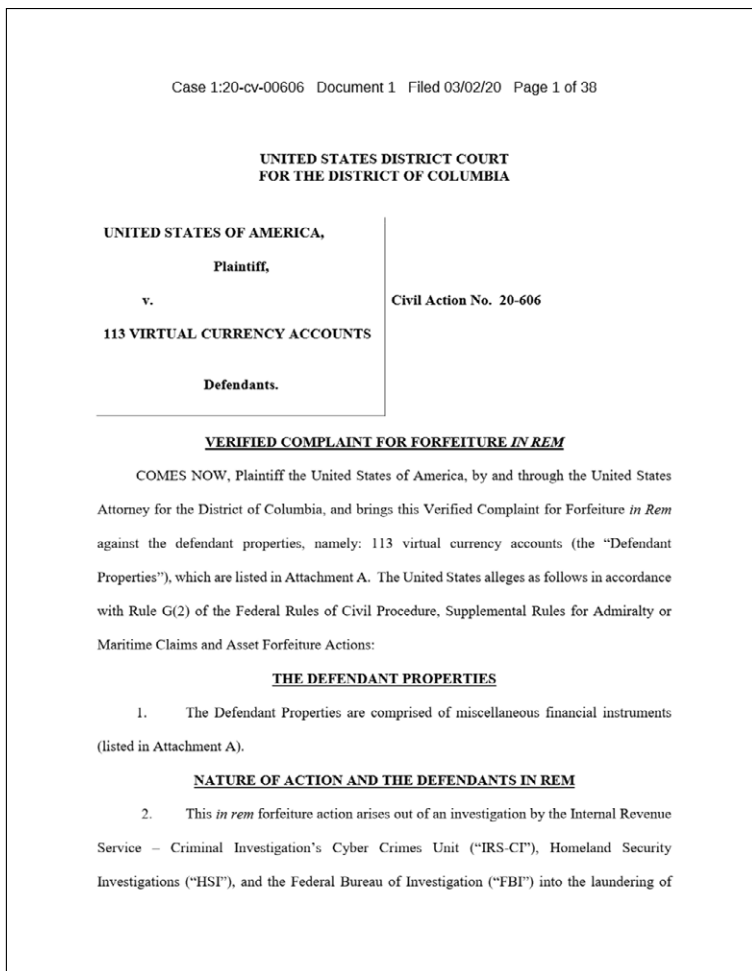 Case 1:20-cv-00606 Document 1 Filed 03/02/20 Page 1 of 38
UNITED STATES DISTRICT COURT
FOR THE DISTRICT OF COLUMBIA
UNITED STATES OF AMERICA,
Plaintiff,
v.
113 VIRTUAL CURRENCY ACCOUNTS
Defendants.
Civil Action No. 20-606
VERIFIED COMPLAINT FOR FORFEITURE IN REM
COMES NOW, Plaintiff the United States of America, by and through the United States
Attorney for the District of Columbia, and brings this Verified Complaint for Forfeiture in Rem
against the defendant properties, namely: 113 virtual currency accounts (the “Defendant
Properties”), which are listed in Attachment A. The United States alleges as follows in accordance
with Rule G(2) of the Federal Rules of Civil Procedure, Supplemental Rules for Admiralty or
Maritime Claims and Asset Forfeiture Actions:
THE DEFENDANT PROPERTIES
1. The Defendant Properties are comprised of miscellaneous financial instruments
(listed in Attachment A).
NATURE OF ACTION AND THE DEFENDANTS IN REM
2. This in rem forfeiture action arises out of an investigation by the Internal Revenue
Service – Criminal Investigation’s Cyber Crimes Unit (“IRS-CI”), Homeland Security
Investigations (“HSI”), and the Federal Bureau of Investigation (“FBI”) into the laundering of